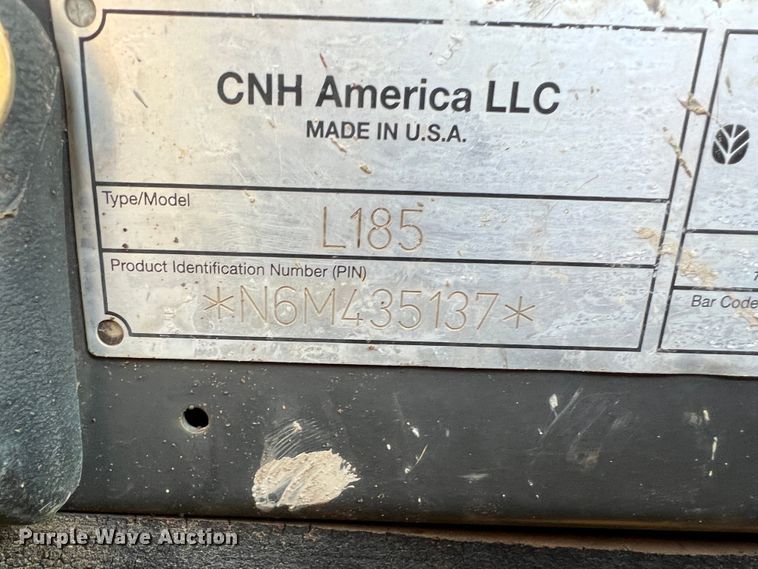 CNH America LLC
MADE IN U.S.A.
Type/Model
L185
Product Identification Number (PIN)
*N6M435137*
Bar Code
Purple Wave Auction